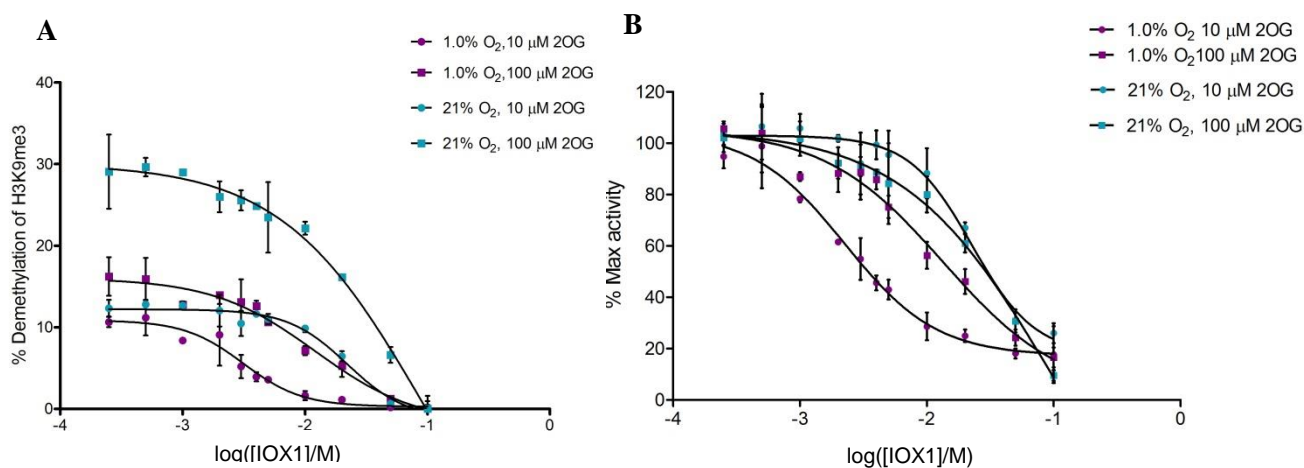 A
1.0% O₂, 10 μM 2OG
1.0% O₂, 100 μM 2OG
21% O₂, 10 μM 2OG
21% O₂, 100 μM 2OG
% Demethylation of H3K9me3
40
30
20
10
0
-4
-3
-2
-1
0
log([IOX1]/M)
B
1.0% O₂ 10 μM 2OG
1.0% O₂100 μM 2OG
21% O₂, 10 μM 2OG
21% O₂, 100 μM 2OG
% Max activity
120
100
80
60
40
20
0
-4
-3
-2
-1
0
log([IOX1]/M)